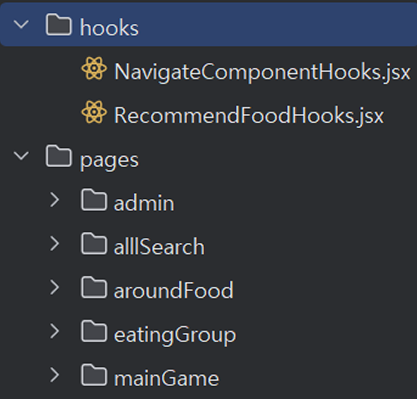 hooks
NavigateComponentHooks.jsx
RecommendFoodHooks.jsx
pages
admin
alllSearch
aroundFood
eatingGroup
mainGame